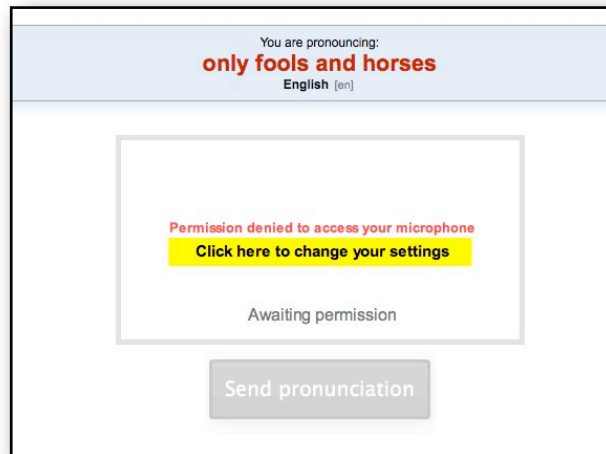 You are pronouncing:
only fools and horses
English [en]
Permission denied to access your microphone
Click here to change your settings
Awaiting permission
Send pronunciation